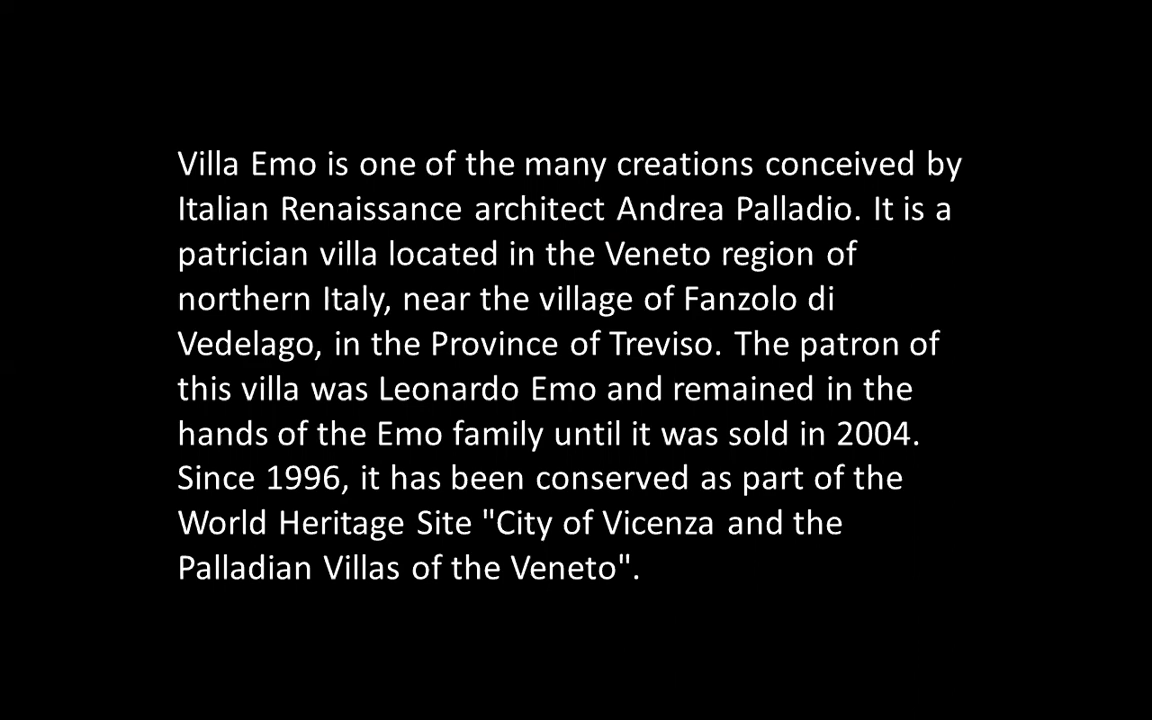 Villa Emo is one of the many creations conceived by
Italian Renaissance architect Andrea Palladio. It is a
patrician villa located in the Veneto region of
northern Italy, near the village of Fanzolo di
Vedelago, in the Province of Treviso. The patron of
this villa was Leonardo Emo and remained in the
hands of the Emo family until it was sold in 2004.
Since 1996, it has been conserved as part of the
World Heritage Site "City of Vicenza and the
Palladian Villas of the Veneto".